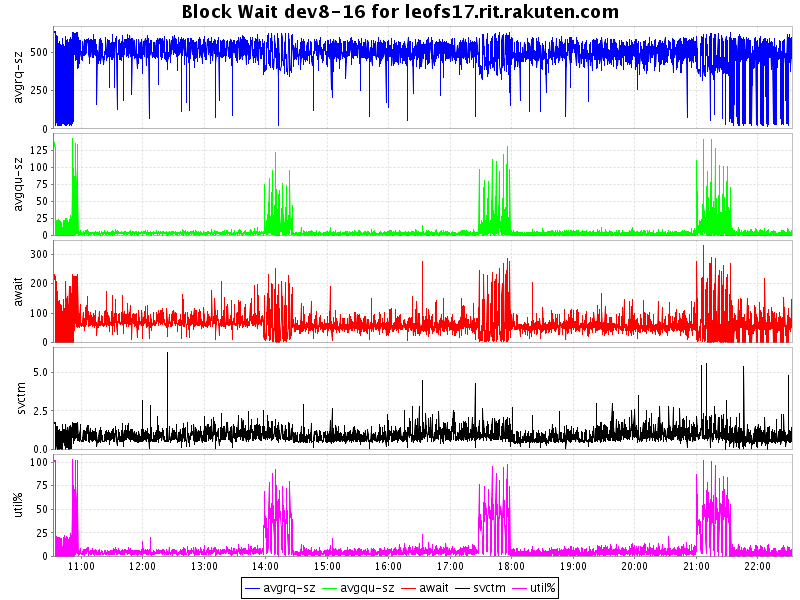 Block Wait dev8-16 for leofs17.rit.rakuten.com
avgrq-sz
500
250
0
avgqu-sz
125
100
75
50
25
0
await
300
200
100
0
svctm
5.0
2.5
0.0
util%
100
75
50
25
0
11:00 12:00 13:00 14:00 15:00 16:00 17:00 18:00 19:00 20:00 21:00 22:00
avgrq-sz avgqu-sz await svctm util%